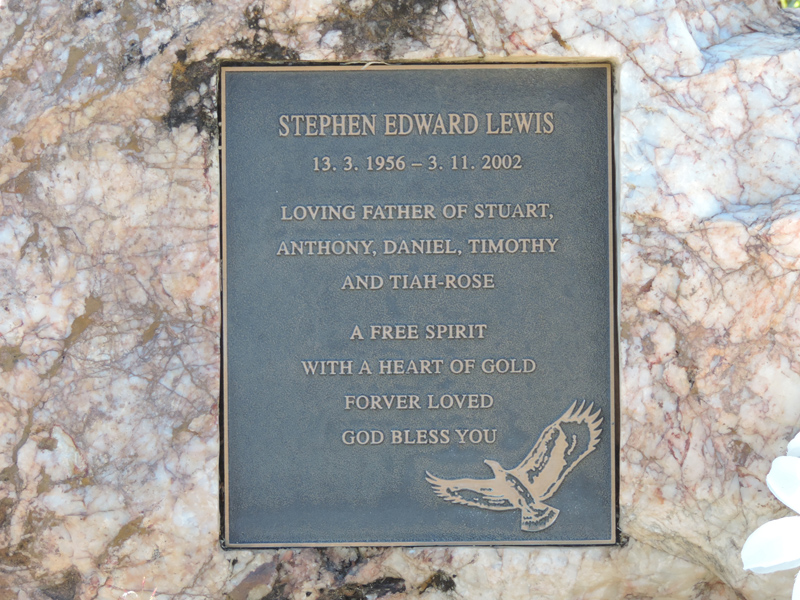 STEPHEN EDWARD LEWIS
13. 3. 1956 – 3. 11. 2002
LOVING FATHER OF STUART,
ANTHONY, DANIEL, TIMOTHY
AND TIAH-ROSE
A FREE SPIRIT
WITH A HEART OF GOLD
FORVER LOVED
GOD BLESS YOU